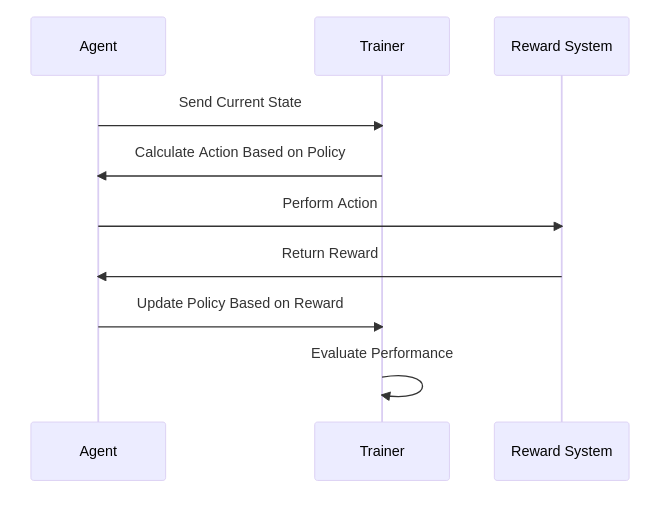 Agent
Trainer
Reward System
Send Current State
Calculate Action Based on Policy
Perform Action
Return Reward
Update Policy Based on Reward
Evaluate Performance
Agent
Trainer
Reward System